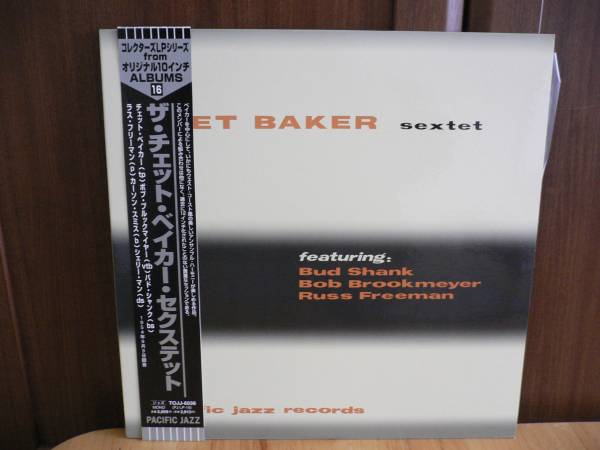 コレクターズLPシリーズ
from
オリジナル10インチ
ALBUMS
16
ザ・チェット・ベイカー・セクステット
チェット・ベイカー(tp)ボブ・ブルックマイヤー(vtb)バド・シャンク(bs)
ラス・フリーマン(p)カーソン・スミス(b)シェリー・マン(ds)
ジャズ TOJJ-6036
MONO
PACIFIC JAZZ
ET BAKER sextet
featuring:
Bud Shank
Bob Brookmeyer
Russ Freeman
fic jazz records